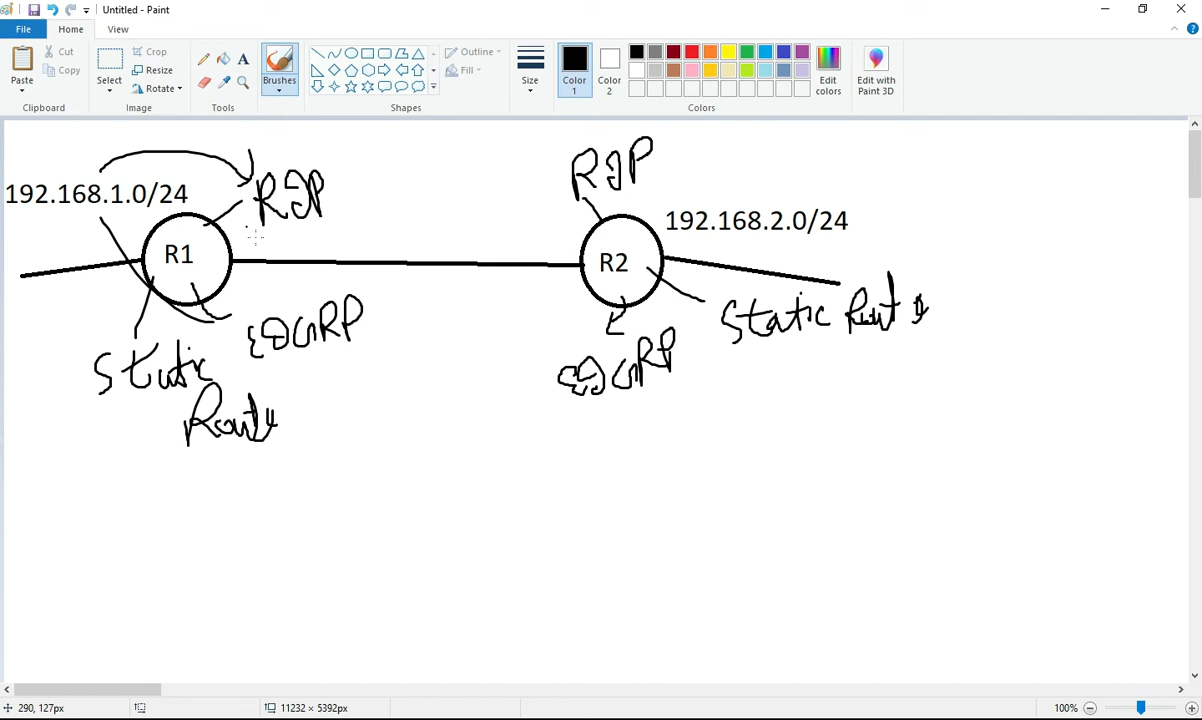 Untitled - Paint
File
Home
View
Paste
Cut
Copy
Clipboard
Select
Crop
Resize
Rotate
Image
A
Tools
Brushes
Outline
Fill
Shapes
Size
Color 1
Color 2
Edit colors
Edit with Paint 3D
Colors
192.168.1.0/24
RIP
R1
EIGRP
Static
Route
RIP
192.168.2.0/24
R2
Static Route
EIGRP
290, 127px
11232 × 5392px
100%